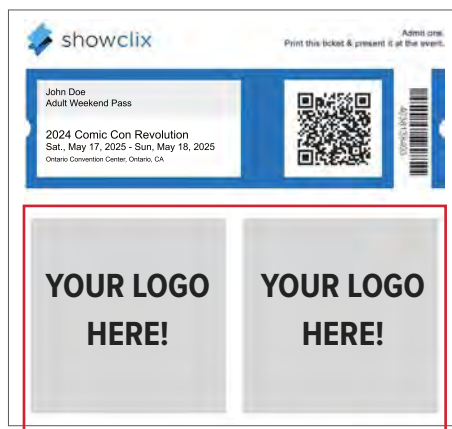 showclix
Admit one.
Print this ticket & present it at the event.
John Doe
Adult Weekend Pass
2024 Comic Con Revolution
Sat., May 17, 2025 - Sun, May 18, 2025
Ontario Convention Center, Ontario, CA
YOUR LOGO
HERE!
YOUR LOGO
HERE!